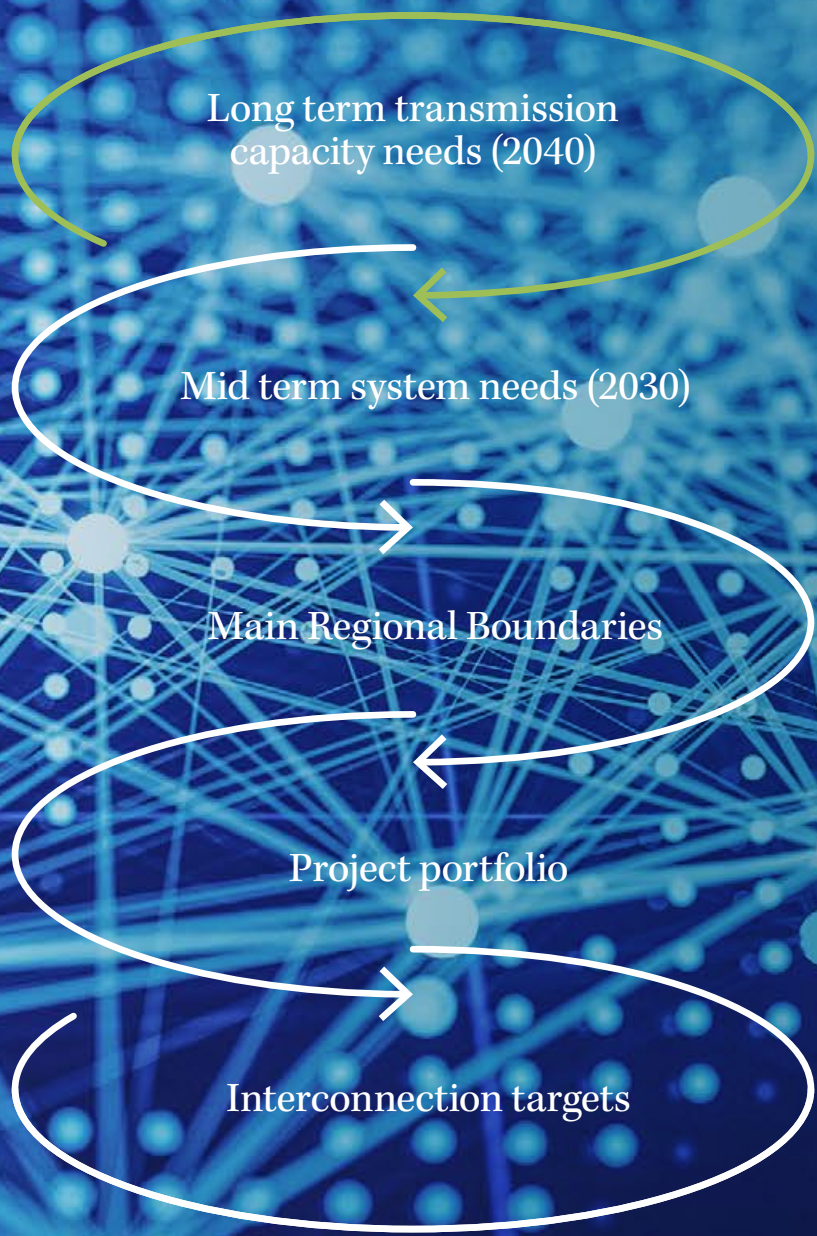 Long term transmission
capacity needs (2040)
Mid term system needs (2030)
Main Regional Boundaries
Project portfolio
Interconnection targets